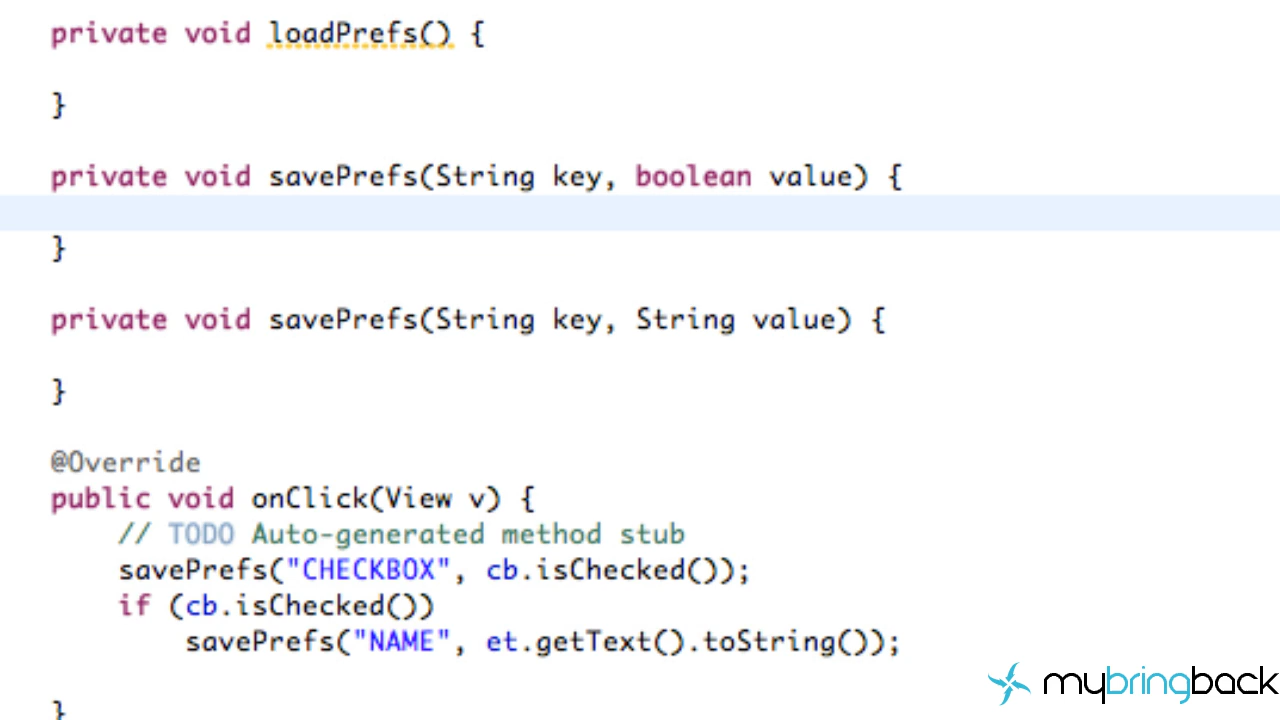 private void loadPrefs() {
}
private void savePrefs(String key, boolean value) {
}
private void savePrefs(String key, String value) {
}
@Override
public void onClick(View v) {
// TODO Auto-generated method stub
savePrefs("CHECKBOX", cb.isChecked());
if (cb.isChecked())
savePrefs("NAME", et.getText().toString());
}
mybringback